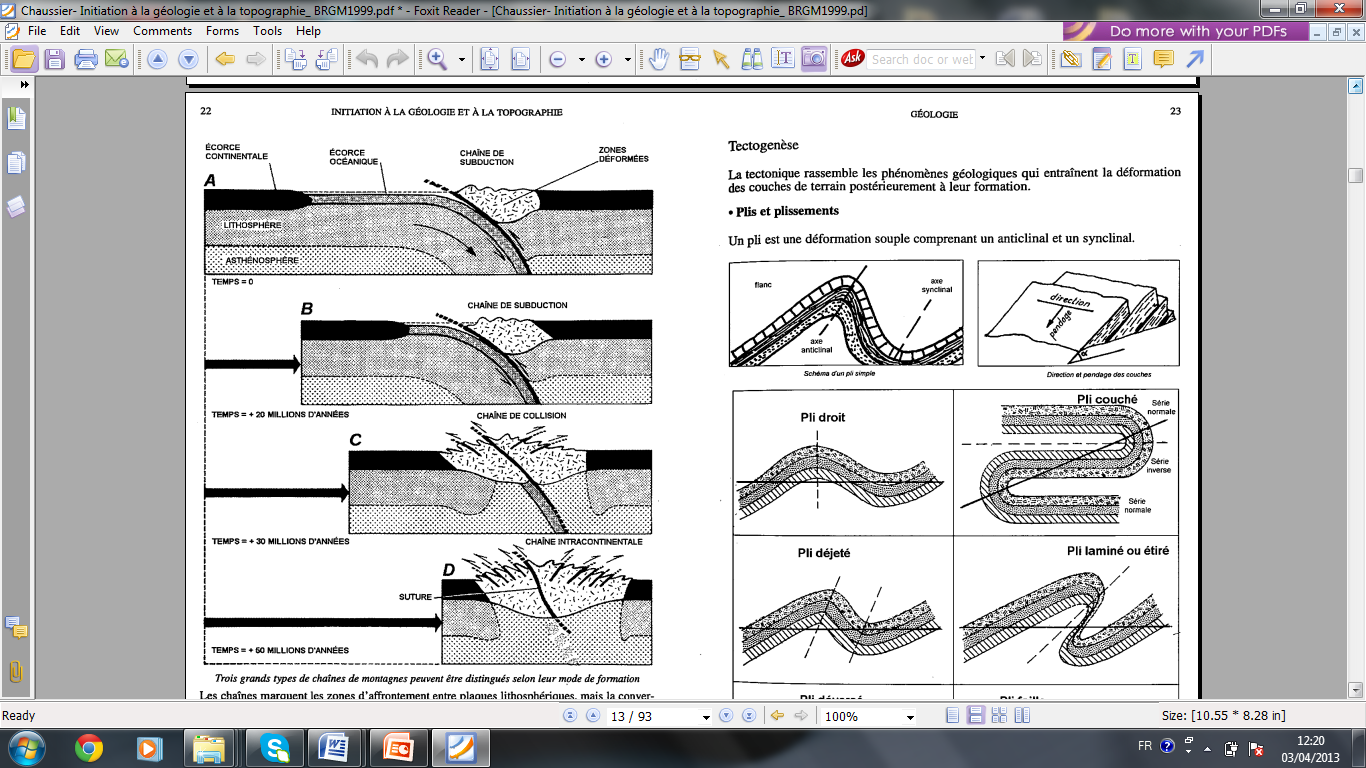 Chaussier- Initiation à la géologie et à la topographie_ BRGM1999.pdf * - Foxit Reader - [Chaussier- Initiation à la géologie et à la topographie_ BRGM1999.pd]
File Edit View Comments Forms Tools Help
Do more with your PDFs
Ask Search doc or web
22 INITIATION À LA GÉOLOGIE ET À LA TOPOGRAPHIE
ÉCORCE CONTINENTALE
ÉCORCE OCÉANIQUE
CHAÎNE DE SUBDUCTION
ZONES DÉFORMÉES
A
LITHOSPHÈRE
ASTHÉNOSPHÈRE
TEMPS = 0
B
CHAÎNE DE SUBDUCTION
TEMPS = + 20 MILLIONS D'ANNÉES
CHAÎNE DE COLLISION
C
TEMPS = + 30 MILLIONS D'ANNÉES
CHAÎNE INTRACONTINENTALE
D
SUTURE
TEMPS = + 50 MILLIONS D'ANNÉES
Trois grands types de chaînes de montagnes peuvent être distingués selon leur mode de formation
Les chaînes marquent les zones d'affrontement entre plaques lithosphériques, mais la conver-
GÉOLOGIE 23
Tectogenèse
La tectonique rassemble les phénomènes géologiques qui entraînent la déformation
des couches de terrain postérieurement à leur formation.
• Plis et plissements
Un pli est une déformation souple comprenant un anticlinal et un synclinal.
flanc
axe synclinal
axe anticlinal
Schéma d'un pli simple
direction
pendage
α
Direction et pendage des couches
Pli droit
Pli couché
Série normale
Série inverse
Série normale
Pli déjeté
Pli laminé ou étiré
Ready
13 / 93
100%
Size: [10.55 * 8.28 in]
FR
12:20
03/04/2013